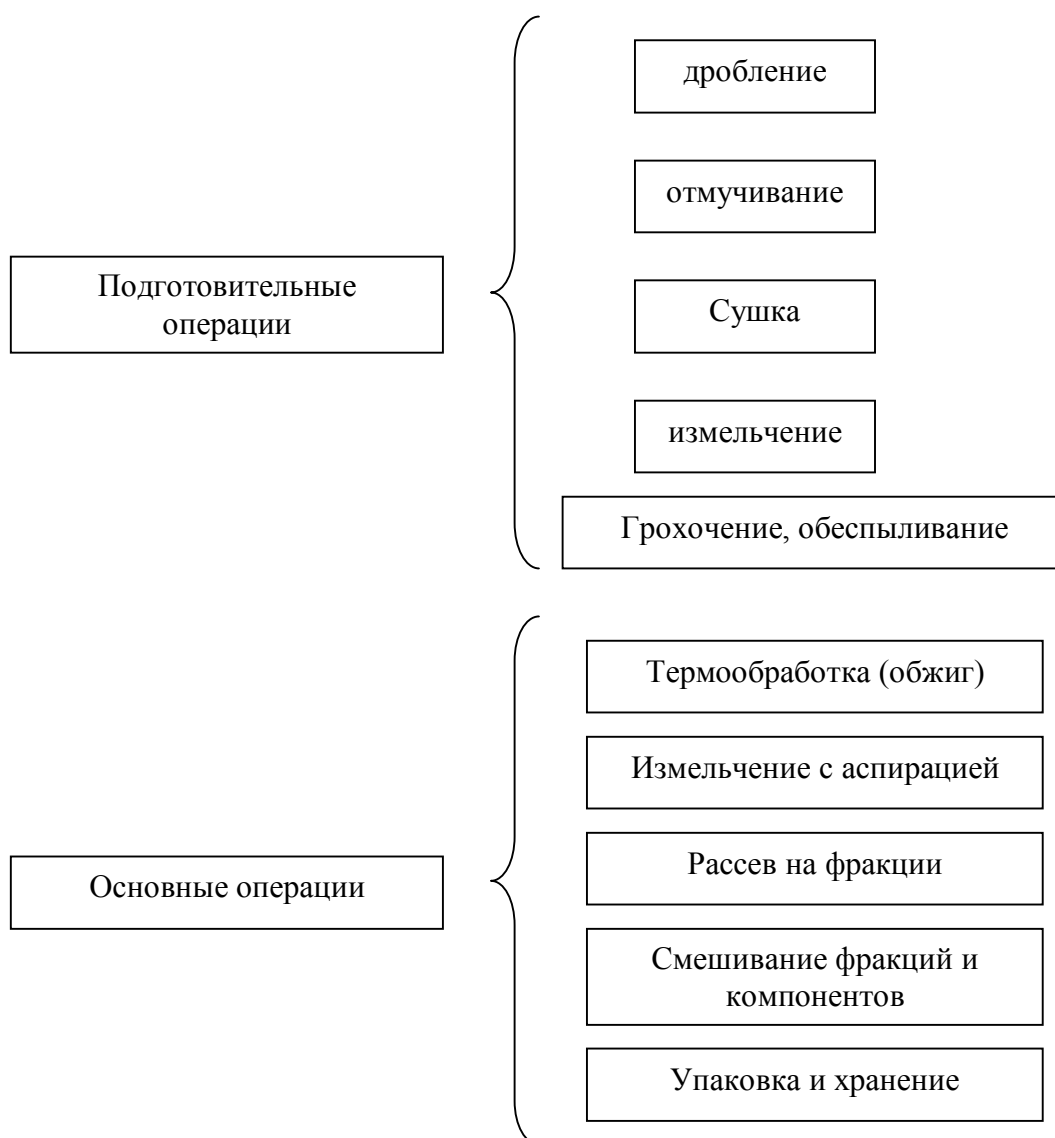 дробление
отмучивание
Подготовительные
операции
Сушка
измельчение
Грохочение, обеспыливание
Термообработка (обжиг)
Измельчение с аспирацией
Основные операции
Рассев на фракции
Смешивание фракций и
компонентов
Упаковка и хранение